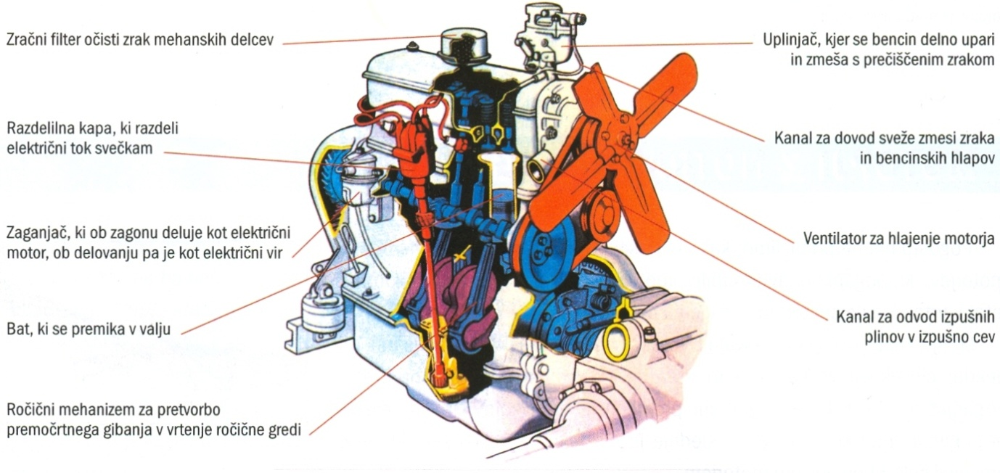 Zračni filter očisti zrak mehanskih delcev
Razdelilna kapa, ki razdeli
električni tok svečkam
Zaganjač, ki ob zagonu deluje kot električni
motor, ob delovanju pa je kot električni vir
Bat, ki se premika v valju
Ročični mehanizem za pretvorbo
premočrtnega gibanja v vrtenje ročične gredi
Uplinjač, kjer se bencin delno upari
in zmeša s prečiščenim zrakom
Kanal za dovod sveže zmesi zraka
in bencinskih hlapov
Ventilator za hlajenje motorja
Kanal za odvod izpušnih
plinov v izpušno cev